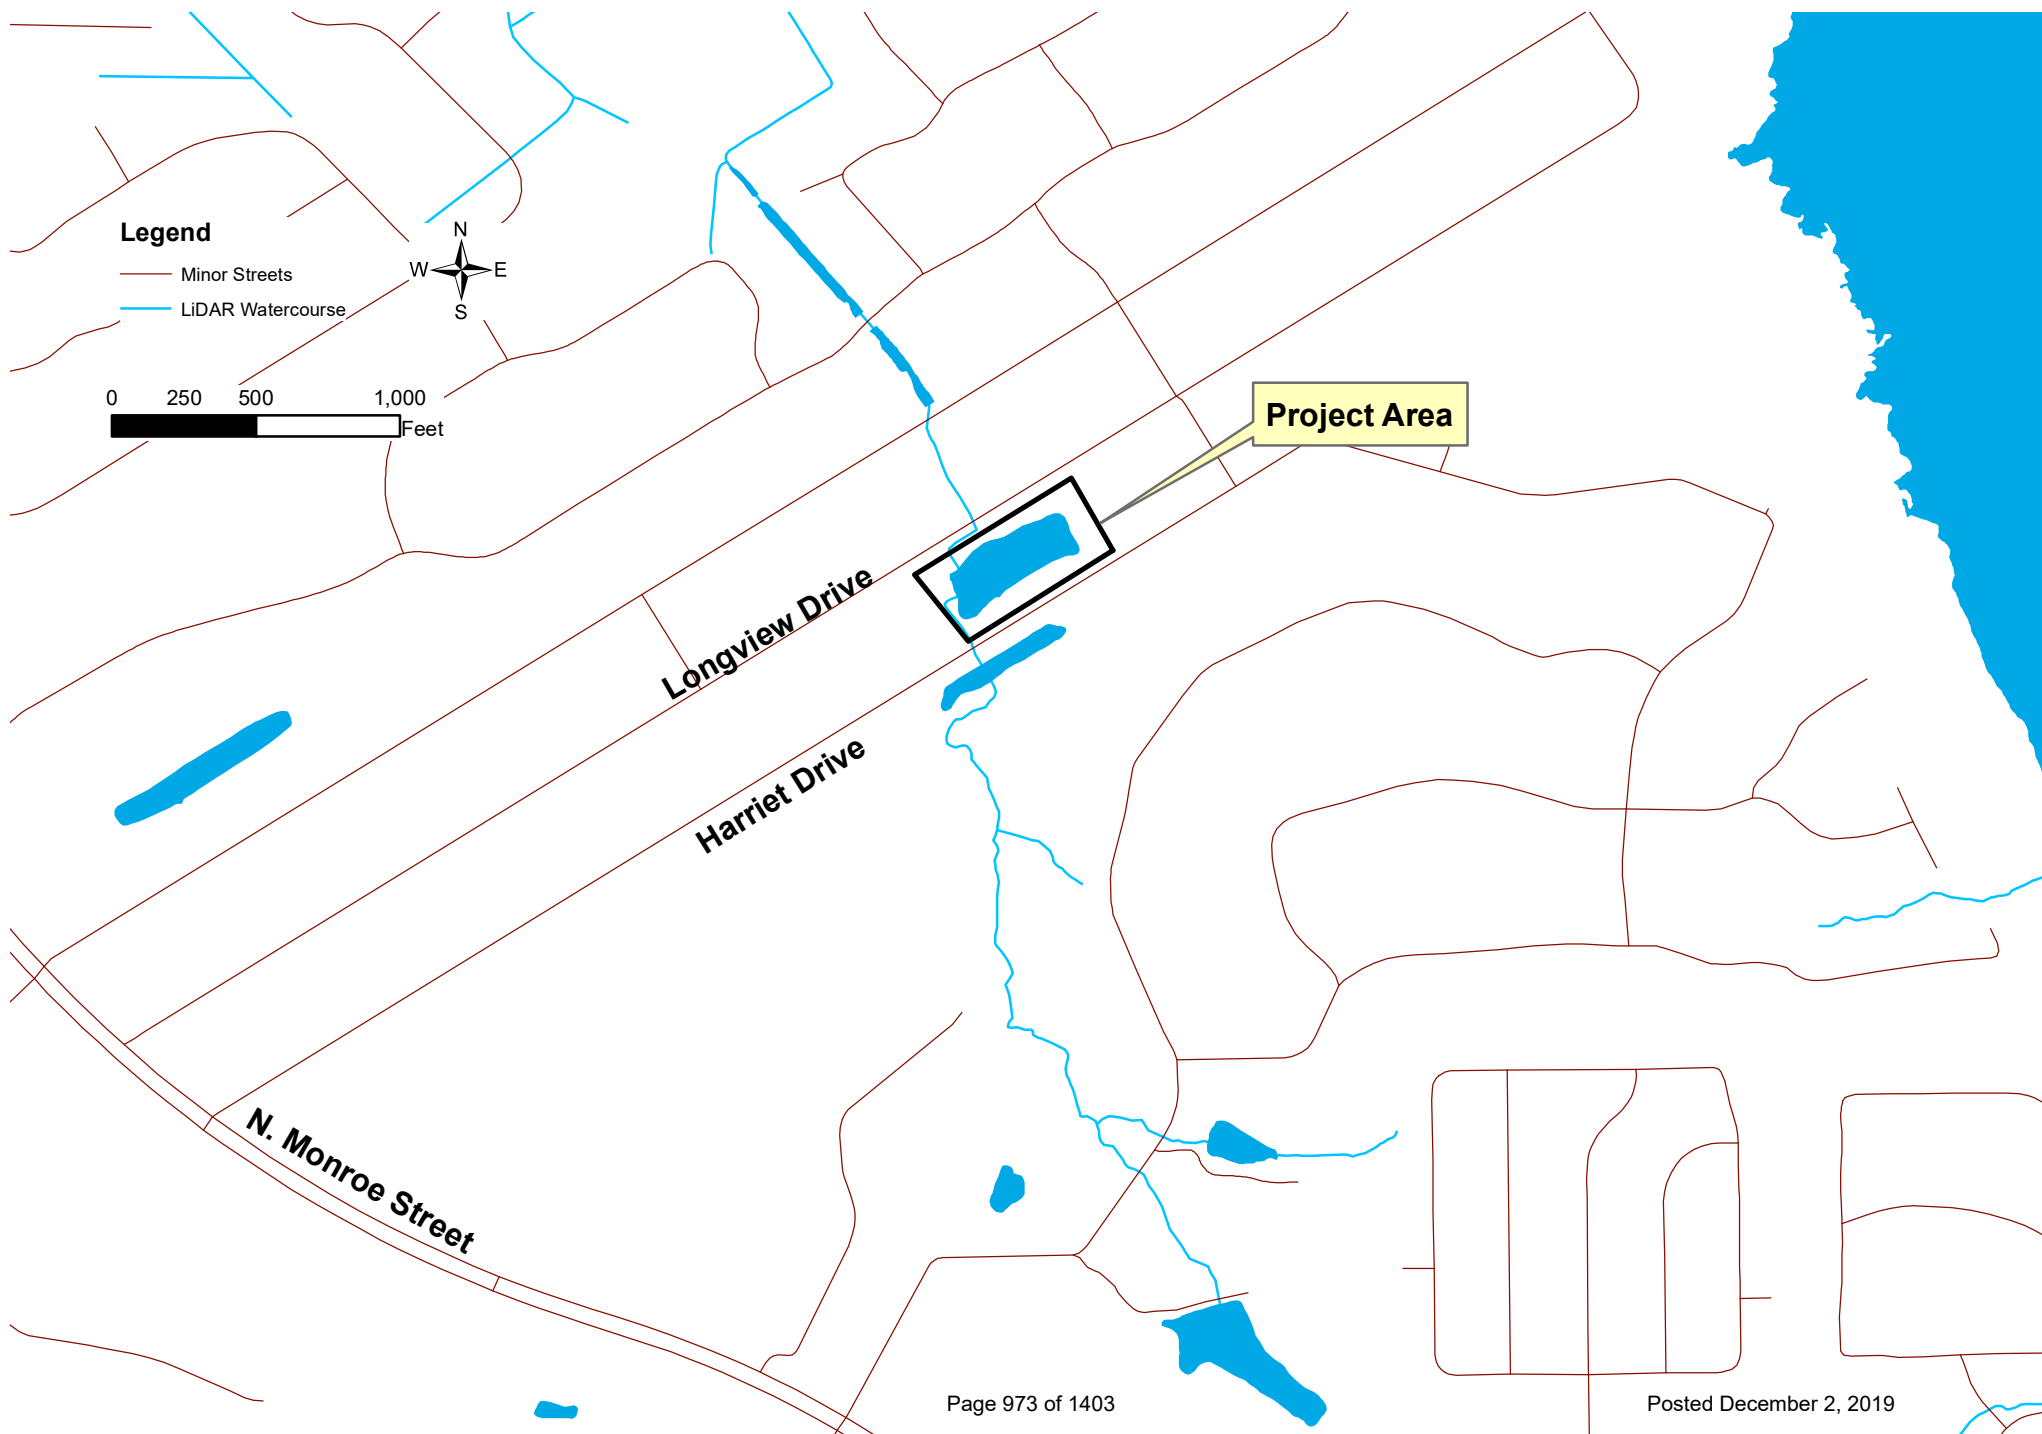 Legend
Minor Streets
LiDAR Watercourse
N
W E
S
0 250 500 1,000
Feet
Project Area
Longview Drive
Harriet Drive
N. Monroe Street
Page 973 of 1403
Posted December 2, 2019